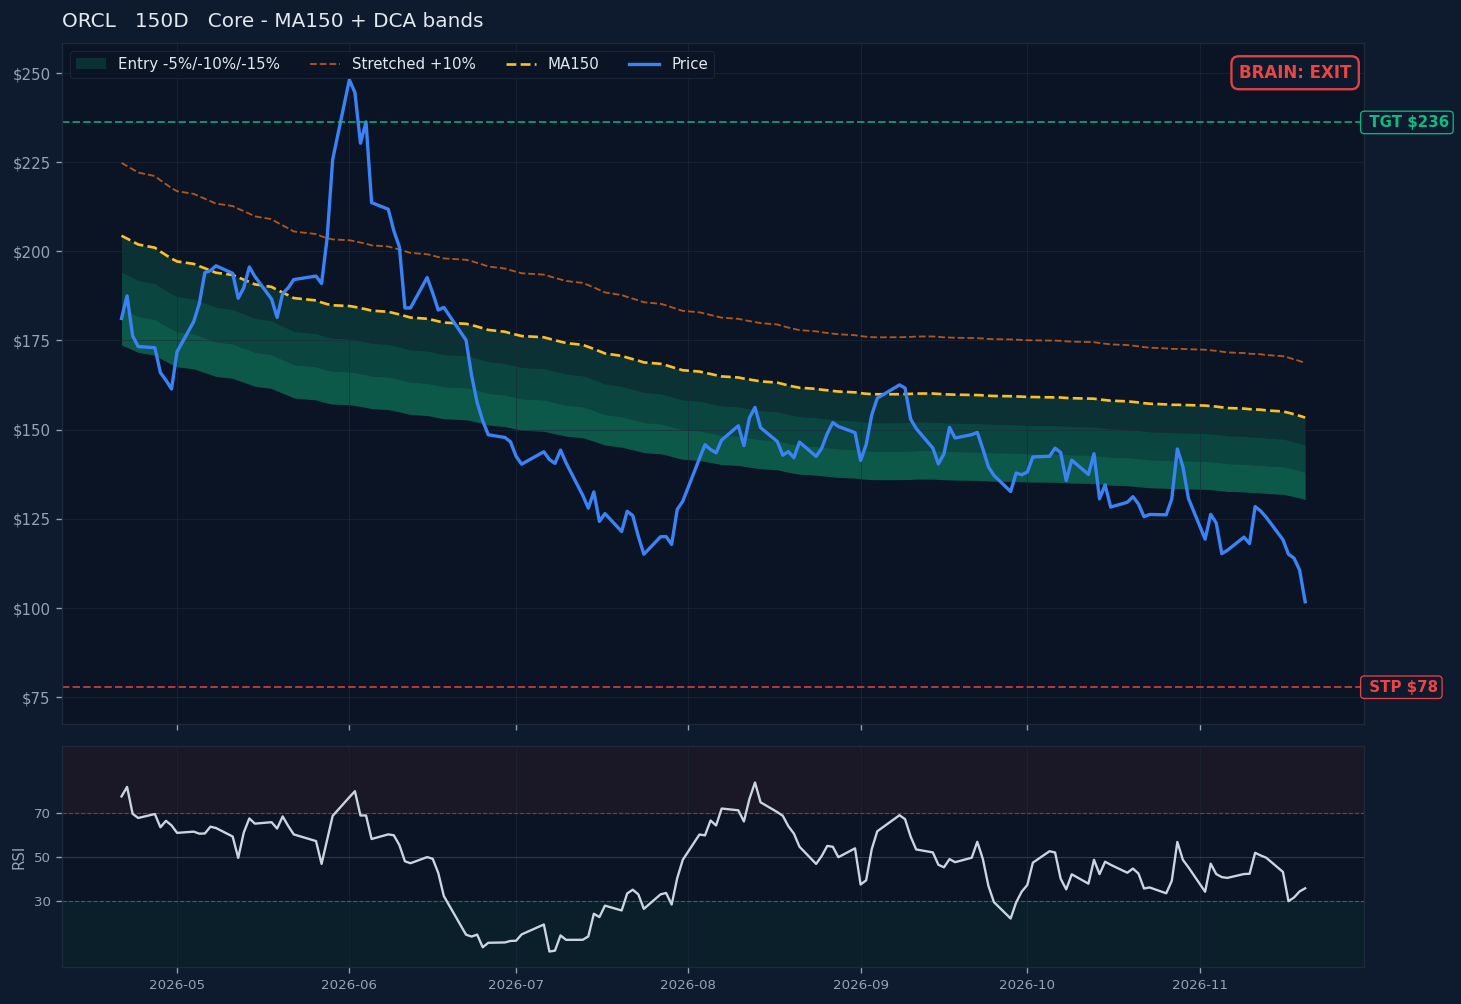 ORCL   150D   Core - MA150 + DCA bands
Entry -5%/-10%/-15%
Stretched +10%
MA150
Price
BRAIN: EXIT
$250
TGT $236
$225
$200
$175
$150
$125
$100
$75
STP $78
70
50
30
RSI
2026-05
2026-06
2026-07
2026-08
2026-09
2026-10
2026-11